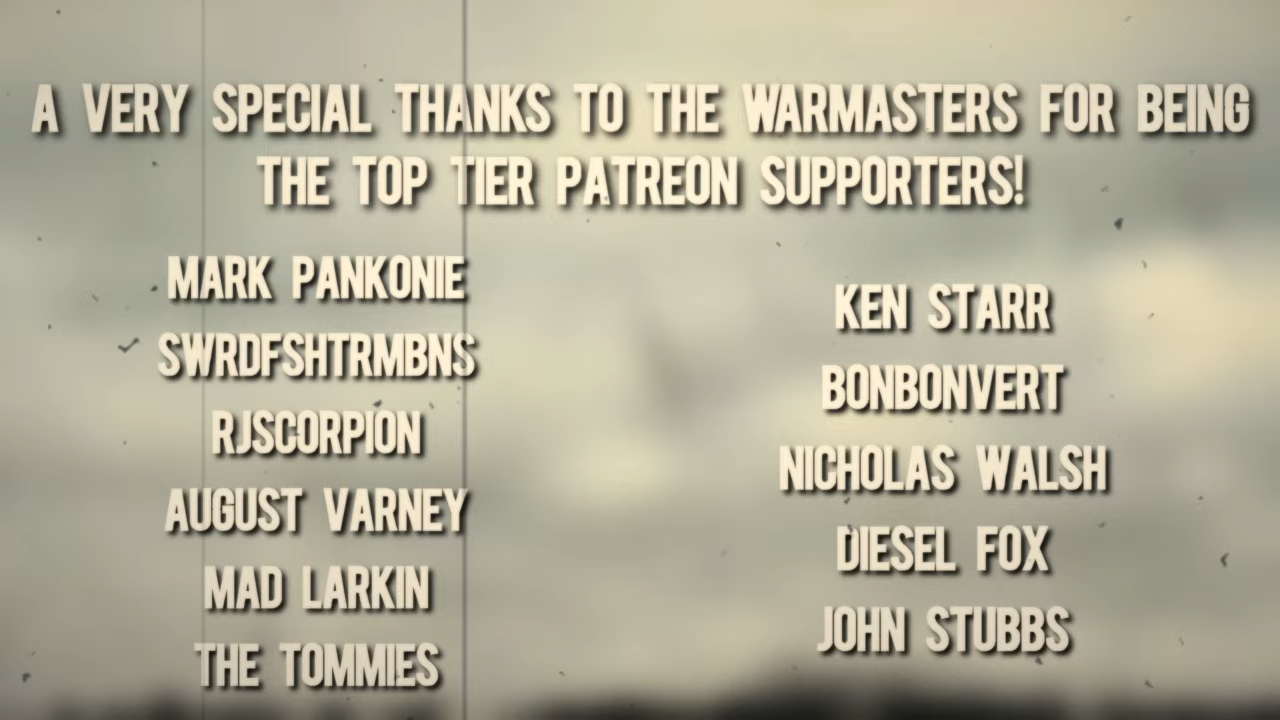 A VERY SPECIAL THANKS TO THE WARMASTERS FOR BEING
THE TOP TIER PATREON SUPPORTERS!
MARK PANKONIE
SWRDFSHTRMBNS
RJSCORPION
AUGUST VARNEY
MAD LARKIN
THE TOMMIES
KEN STARR
BONBONVERT
NICHOLAS WALSH
DIESEL FOX
JOHN STUBBS